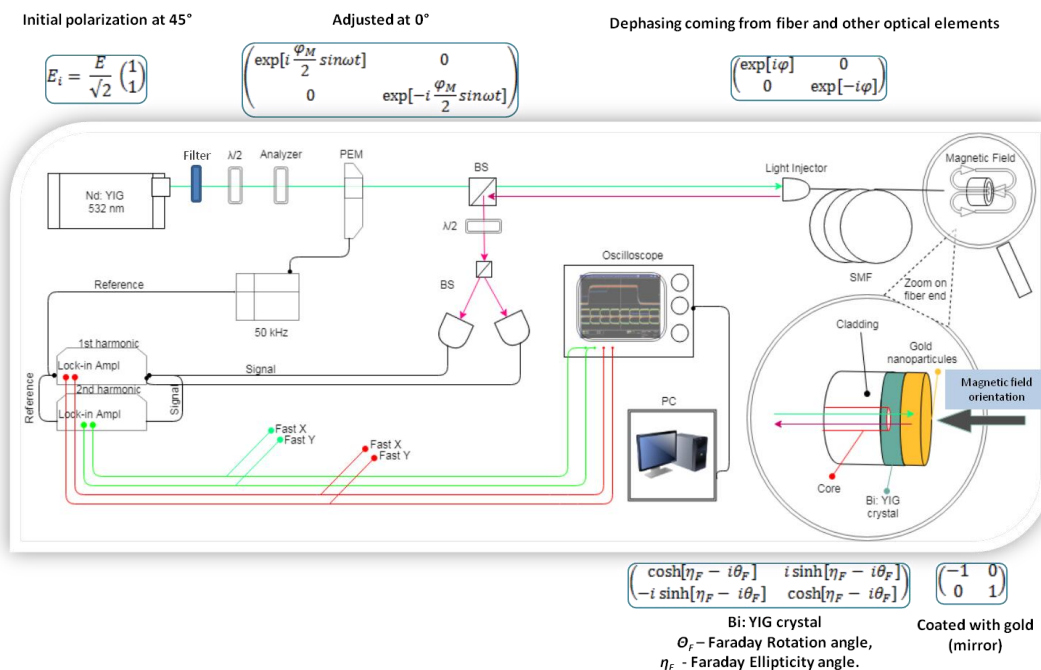 Initial polarization at 45°
Adjusted at 0°
Dephasing coming from fiber and other optical elements
E_i = E/√2 (1 1)
(exp[i φ_M/2 sinωt] 0
0 exp[-i φ_M/2 sinωt])
(exp[iφ] 0
0 exp[-iφ])
Filter
λ/2
Analyzer
PEM
BS
Light Injector
Magnetic Field
Nd: YIG
532 nm
λ/2
Oscilloscope
SMF
Zoom on
fiber end
BS
Reference
50 kHz
Cladding
Gold
nanoparticules
1st harmonic
Lock-in Ampl
Signal
Magnetic field
orientation
2nd harmonic
Lock-in Ampl
Reference
Signal
PC
Fast X
Fast Y
Fast X
Fast Y
Core
Bi: YIG
crystal
(cosh[η_F - iθ_F] i sinh[η_F - iθ_F]
-i sinh[η_F - iθ_F] cosh[η_F - iθ_F])
(-1 0
0 1)
Bi: YIG crystal
Θ_F – Faraday Rotation angle,
η_F - Faraday Ellipticity angle.
Coated with gold
(mirror)